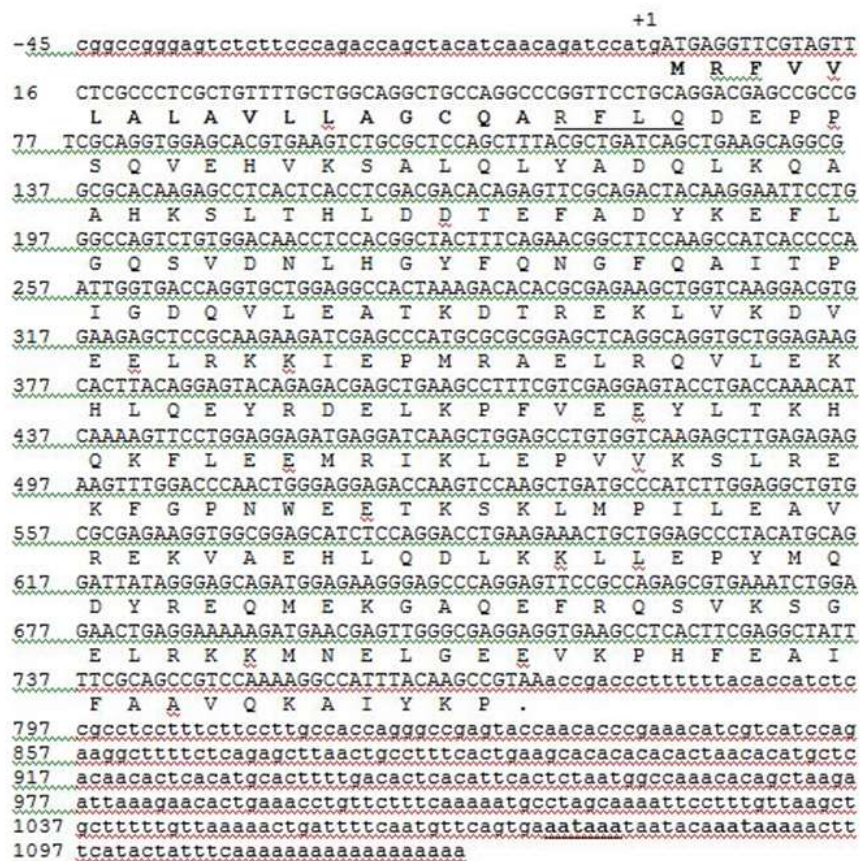 +1
-45 cggccgggagtctcttcccagaccagctacatcaacagatccatgATGAGGTTCGTAGTT
M R F V V
16 CTCGCCCTCGCTGTTTTGCTGGCAGGCTGCCAGGCCCGGTTCCTGCAGGACGAGCCGCCG
L A L A V L L A G C Q A R F L Q D E P P
77 TCGCAGGTGGAGCACGTGAAGTCTGCGCTCCAGCTTTACGCTGATCAGCTGAAGCAGGCG
S Q V E H V K S A L Q L Y A D Q L K Q A
137 GCGCACAAGAGCCTCACTCACCTCGACGACACAGAGTTCGCAGACTACAAGGAATTCCTG
A H K S L T H L D D T E F A D Y K E F L
197 GGCCAGTCTGTGGACAACCTCCACGGCTACTTTCAGAACGGCTTCCAAGCCATCACCCCA
G Q S V D N L H G Y F Q N G F Q A I T P
257 ATTGGTGACCAGGTGCTGGAGGCCACTAAAGACACACGCGAGAAGCTGGTCAAGGACGTG
I G D Q V L E A T K D T R E K L V K D V
317 GAAGAGCTCCGCAAGAAGATCGAGCCCATGCGCGCGGAGCTCAGGCAGGTGCTGGAGAAG
E E L R K K I E P M R A E L R Q V L E K
377 CACTTACAGGAGTACAGAGACGAGCTGAAGCCTTTCGTCGAGGAGTACCTGACCAAACAT
H L Q E Y R D E L K P F V E E Y L T K H
437 CAAAAGTTCCTGGAGGAGATGAGGATCAAGCTGGAGCCTGTGGTCAAGAGCTTGAGAGAG
Q K F L E E M R I K L E P V V K S L R E
497 AAGTTTGGACCCAACTGGGAGGAGACCAAGTCCAAGCTGATGCCCATCTTGGAGGCTGTG
K F G P N W E E T K S K L M P I L E A V
557 CGCGAGAAGGTGGCGGAGCATCTCCAGGACCTGAAGAAACTGCTGGAGCCCTACATGCAG
R E K V A E H L Q D L K K L L E P Y M Q
617 GATTATAGGGAGCAGATGGAGAAGGGAGCCCAGGAGTTCCGCCAGAGCGTGAAATCTGGA
D Y R E Q M E K G A Q E F R Q S V K S G
677 GAACTGAGGAAAAAGATGAACGAGTTGGGCGAGGAGGTGAAGCCTCACTTCGAGGCTATT
E L R K K M N E L G E E V K P H F E A I
737 TTCGCAGCCGTCCAAAAGGCCATTTACAAGCCGTAAaccgacccttttttacaccatctc
F A A V Q K A I Y K P .
797 cgcctcctttcttccttgccaccagggccgagtaccaacacccgaaacatcgtcatccag
857 aaggcttttctcagagcttaactgcctttcactgaagcacacacacactaacacatgctc
917 acaacactcacatgcacttttgacactcacattcactctaatggccaaacacagctaaga
977 attaaagaacactgaaacctgttctttcaaaaatgcctagcaaaattcctttgttaagct
1037 gctttttgttaaaaactgattttcaatgttcagtgaaataaataatacaaataaaaactt
1097 tcatactatttcaaaaaaaaaaaaaaaaaaa